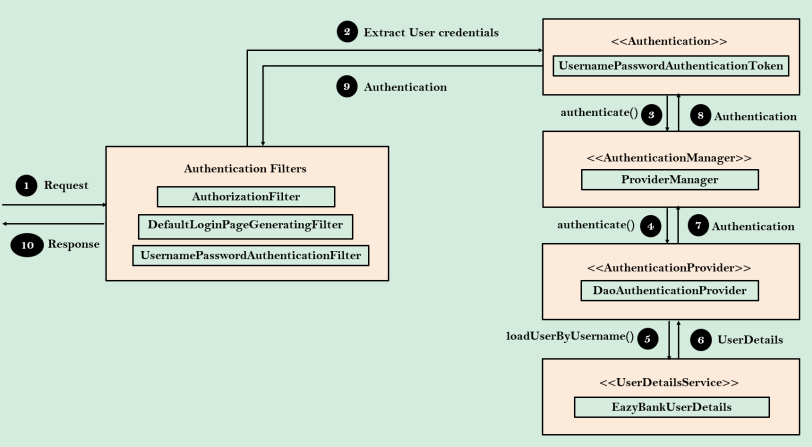 2 Extract User credentials
<<Authentication>>
UsernamePasswordAuthenticationToken
9 Authentication
authenticate() 3
8 Authentication
Authentication Filters
AuthorizationFilter
DefaultLoginPageGeneratingFilter
UsernamePasswordAuthenticationFilter
1 Request
10 Response
<<AuthenticationManager>>
ProviderManager
authenticate() 4
7 Authentication
<<AuthenticationProvider>>
DaoAuthenticationProvider
loadUserByUsername() 5
6 UserDetails
<<UserDetailsService>>
EazyBankUserDetails